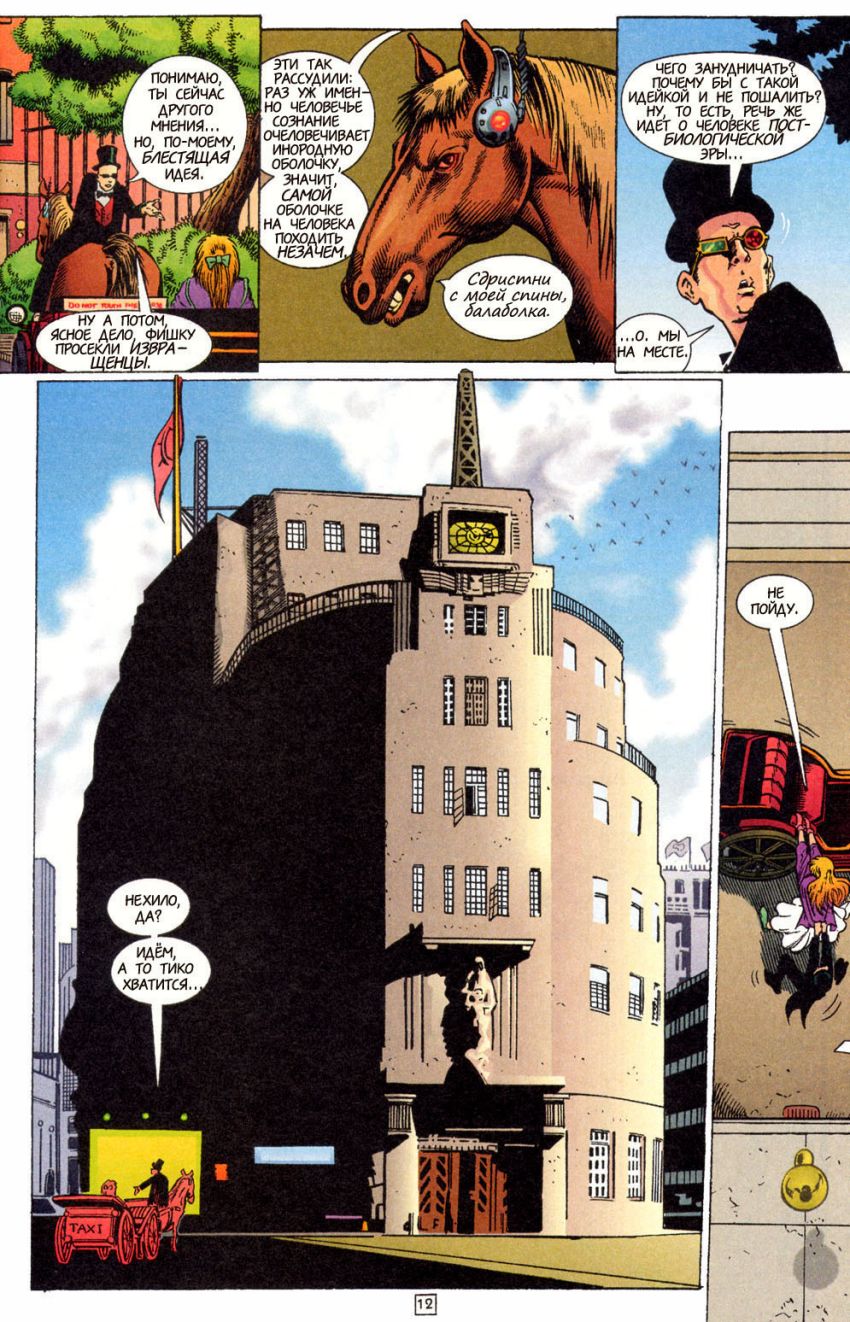 ПОНИМАЮ,
ТЫ СЕЙЧАС
ДРУГОГО
МНЕНИЯ...
НО, ПО-МОЕМУ,
БЛЕСТЯЩАЯ
ИДЕЯ.
НУ А ПОТОМ,
ЯСНОЕ ДЕЛО, ФИШКУ
ПРОСЕКЛИ ИЗВРА-
ЩЕНЦЫ.
ЭТИ ТАК
РАССУДИЛИ:
РАЗ УЖ ИМЕН-
НО ЧЕЛОВЕЧЬЕ
СОЗНАНИЕ
ОЧЕЛОВЕЧИВАЕТ
ИНОРОДНУЮ
ОБОЛОЧКУ,
ЗНАЧИТ,
САМОЙ
ОБОЛОЧКЕ
НА ЧЕЛОВЕКА
ПОХОДИТЬ
НЕЗАЧЕМ.
Сдристни
с моей спины,
балаболка.
ЧЕГО ЗАНУДНИЧАТЬ?
ПОЧЕМУ БЫ С ТАКОЙ
ИДЕЙКОЙ И НЕ ПОШАЛИТЬ?
НУ, ТО ЕСТЬ, РЕЧЬ ЖЕ
ИДЕТ О ЧЕЛОВЕКЕ ПОСТ-
БИОЛОГИЧЕСКОЙ
ЭРЫ...
...О. МЫ
НА МЕСТЕ.
НЕХИЛО,
ДА?
ИДЁМ,
А ТО ТИКО
ХВАТИТСЯ...
TAXI
НЕ
ПОЙДУ.
12